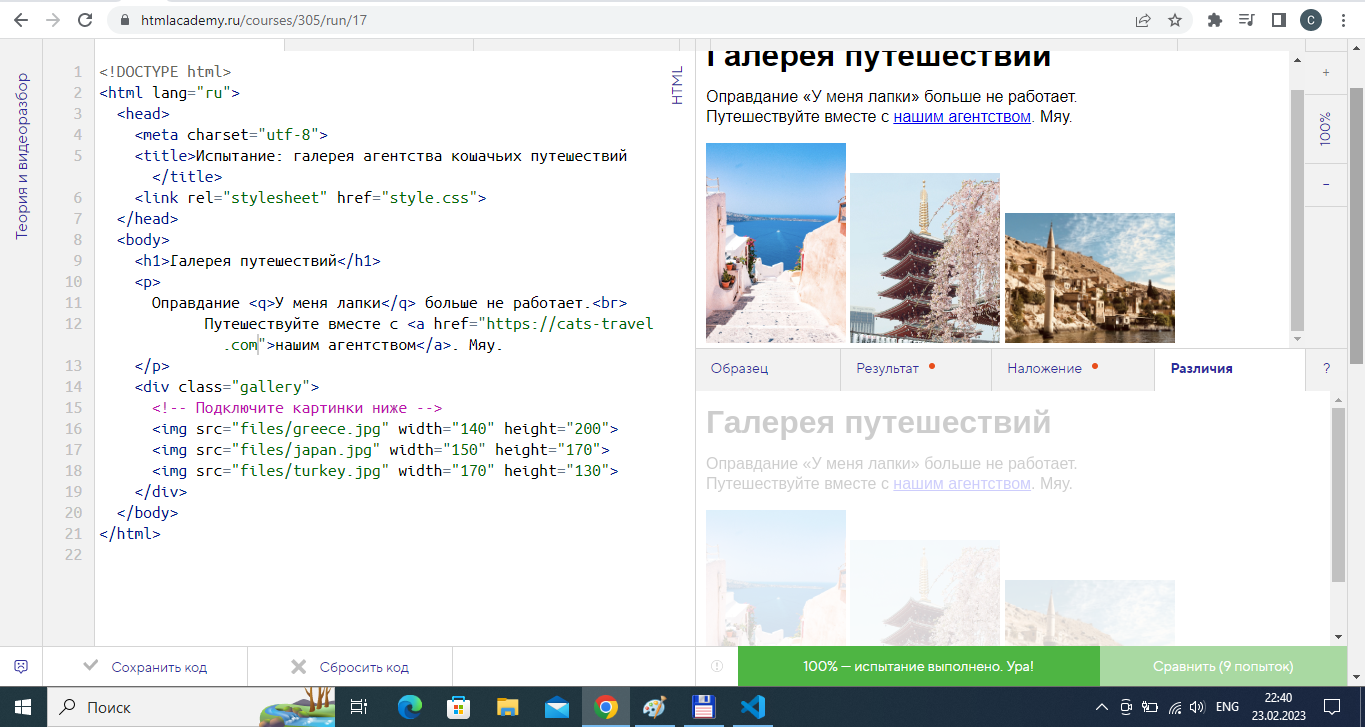 htmlacademy.ru/courses/305/run/17
C
Теория и видеоразбор
HTML
1 <!DOCTYPE html>
2 <html lang="ru">
3 <head>
4 <meta charset="utf-8">
5 <title>Испытание: галерея агентства кошачьих путешествий
</title>
6 <link rel="stylesheet" href="style.css">
7 </head>
8 <body>
9 <h1>Галерея путешествий</h1>
10 <p>
11 Оправдание <q>У меня лапки</q> больше не работает.<br>
12 Путешествуйте вместе с <a href="https://cats-travel
.com">нашим агентством</a>. Мяу.
13 </p>
14 <div class="gallery">
15 <!-- Подключите картинки ниже -->
16 <img src="files/greece.jpg" width="140" height="200">
17 <img src="files/japan.jpg" width="150" height="170">
18 <img src="files/turkey.jpg" width="170" height="130">
19 </div>
20 </body>
21 </html>
22
Сохранить код
Сбросить код
Галерея путешествий
Оправдание «У меня лапки» больше не работает.
Путешествуйте вместе с нашим агентством. Мяу.
+
100%
−
Образец
Результат
Наложение
Различия
?
Галерея путешествий
Оправдание «У меня лапки» больше не работает.
Путешествуйте вместе с нашим агентством. Мяу.
100% — испытание выполнено. Ура!
Сравнить (9 попыток)
Поиск
ENG
22:40
23.02.2023